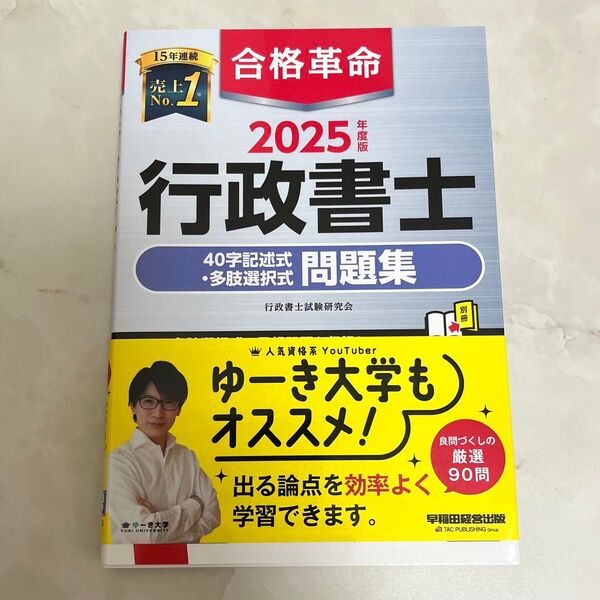 15年連続
売上
No.1
合格革命
2025年度版
行政書士
40字記述式
・多肢選択式
問題集
行政書士試験研究会
別冊
人気資格系 YouTuber
ゆーき大学も
オススメ!
良問づくしの
厳選
90問
出る論点を効率よく
学習できます。
ゆーき大学
YUKI UNIVERSITY
早稲田経営出版
TAC PUBLISHING Group